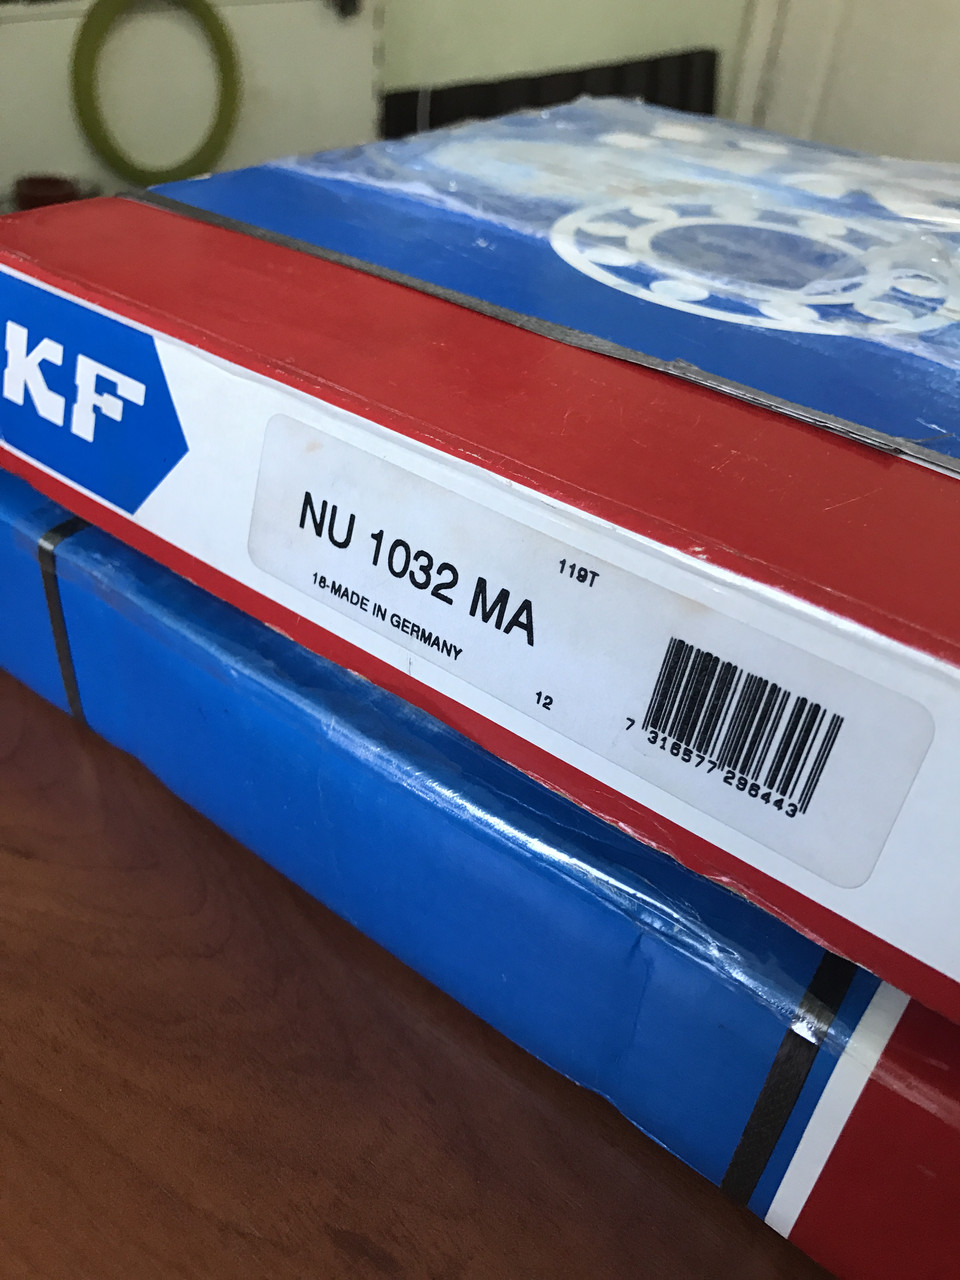 KF
NU 1032 MA
119T
18-MADE IN GERMANY
12
7 316577 296443